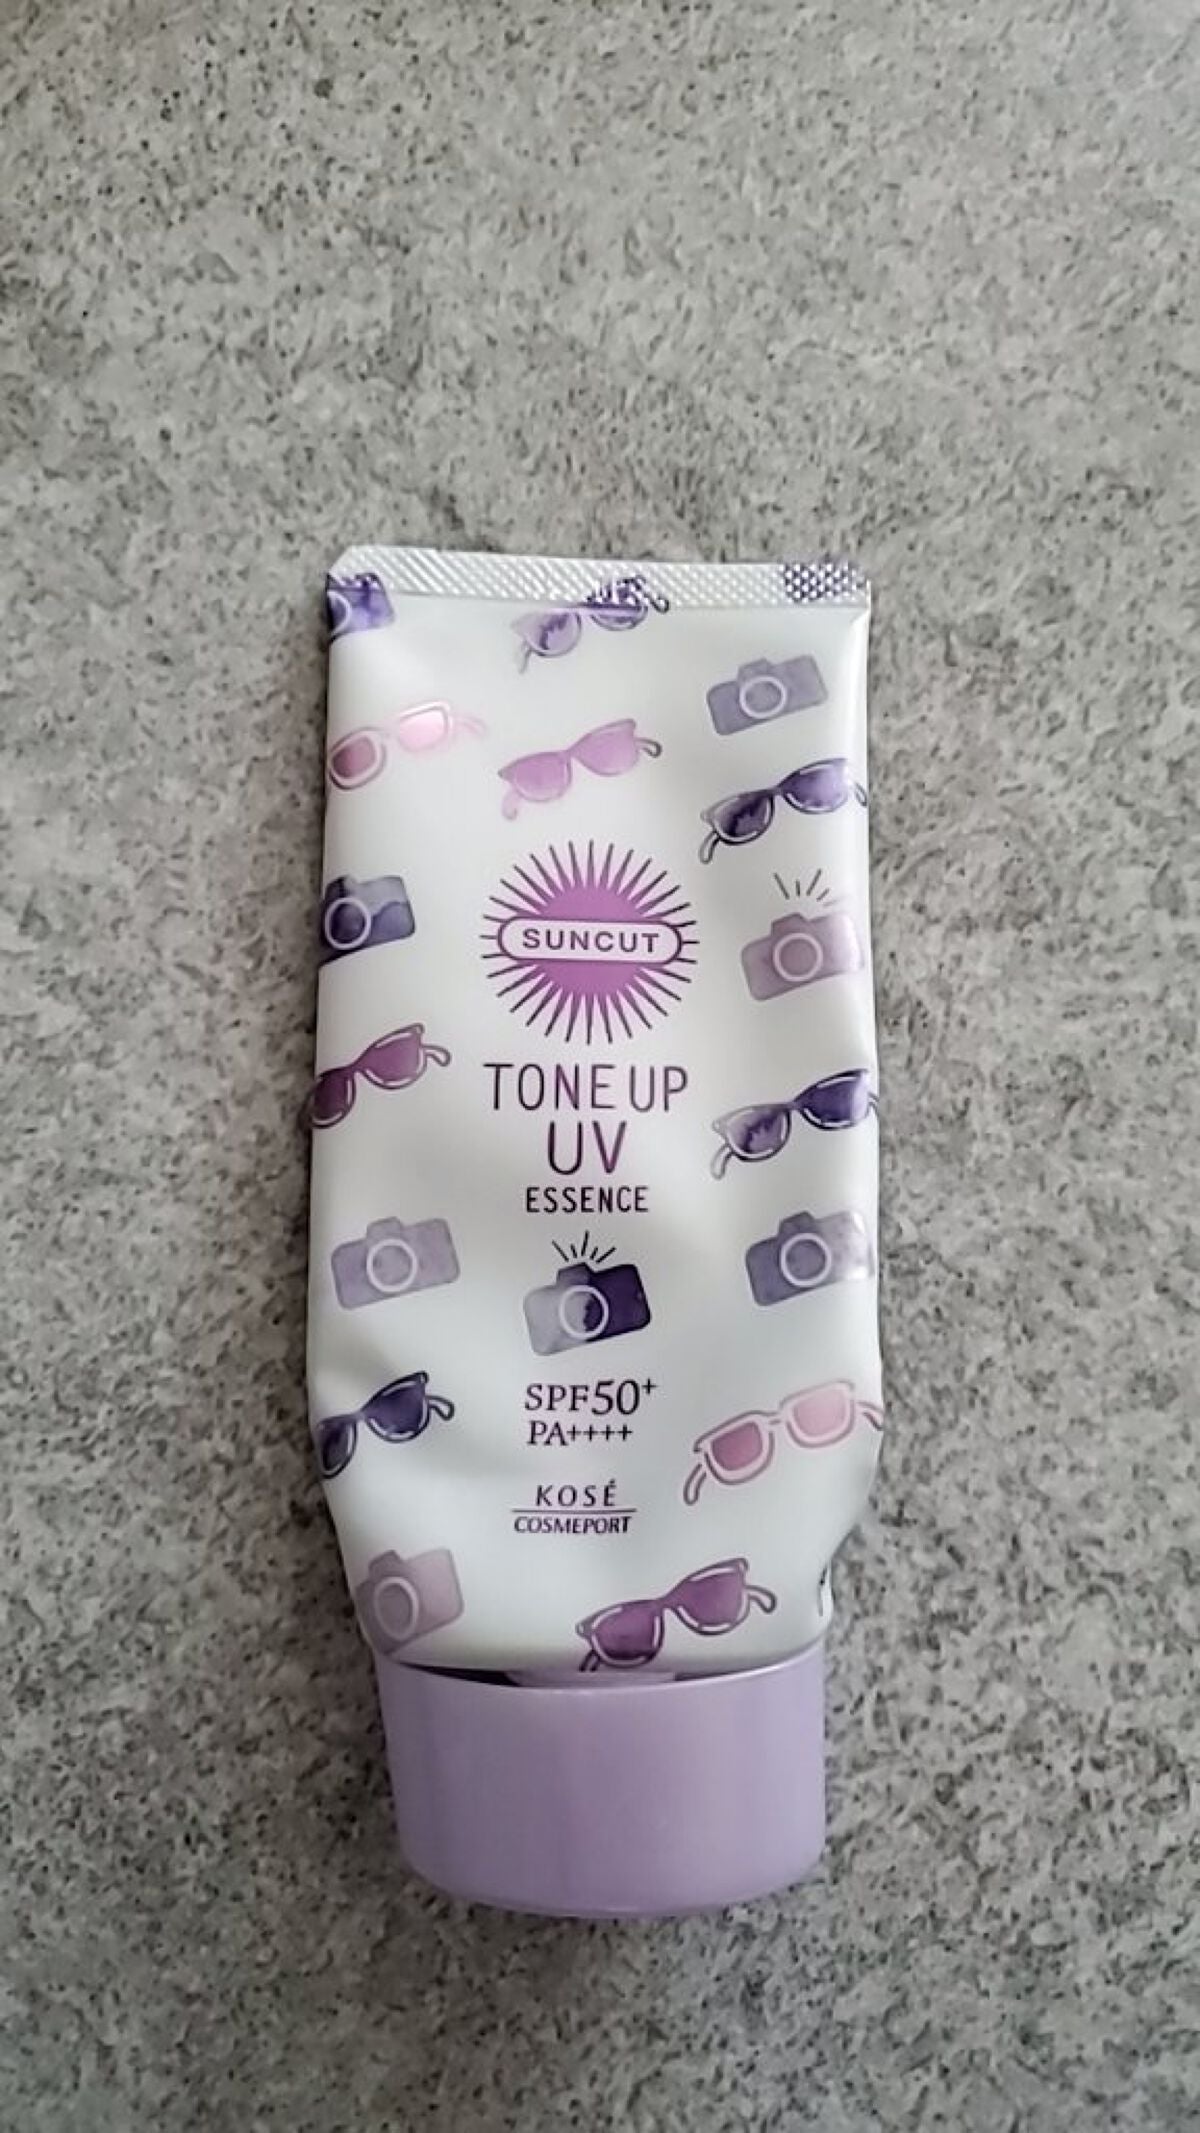 SUNCUT
TONE UP
UV
ESSENCE
SPF50+
PA++++
KOSÉ
COSMEPORT